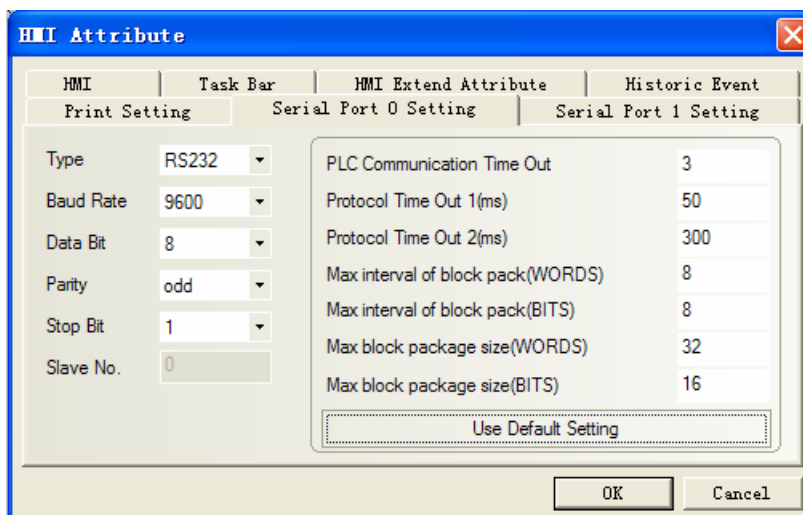 HMI Attribute
HMI Task Bar HMI Extend Attribute Historic Event
Print Setting Serial Port 0 Setting Serial Port 1 Setting
Type RS232
Baud Rate 9600
Data Bit 8
Parity odd
Stop Bit 1
Slave No. 0
PLC Communication Time Out 3
Protocol Time Out 1(ms) 50
Protocol Time Out 2(ms) 300
Max interval of block pack(WORDS) 8
Max interval of block pack(BITS) 8
Max block package size(WORDS) 32
Max block package size(BITS) 16
Use Default Setting
OK Cancel